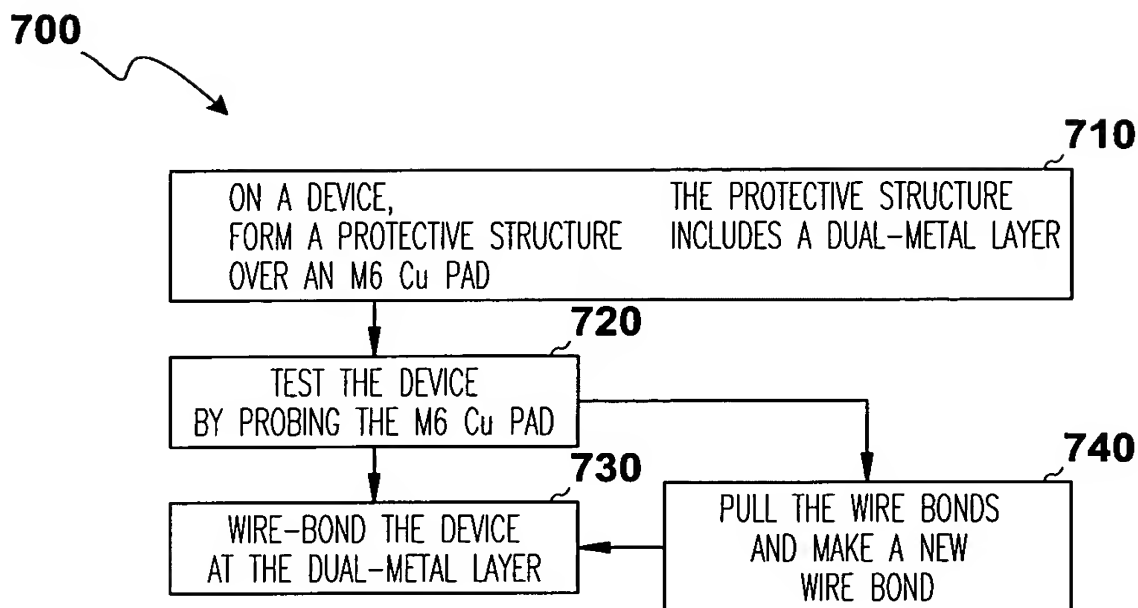 700
710
ON A DEVICE,
FORM A PROTECTIVE STRUCTURE
OVER AN M6 Cu PAD
THE PROTECTIVE STRUCTURE
INCLUDES A DUAL-METAL LAYER
720
TEST THE DEVICE
BY PROBING THE M6 Cu PAD
730
WIRE-BOND THE DEVICE
AT THE DUAL-METAL LAYER
740
PULL THE WIRE BONDS
AND MAKE A NEW
WIRE BOND